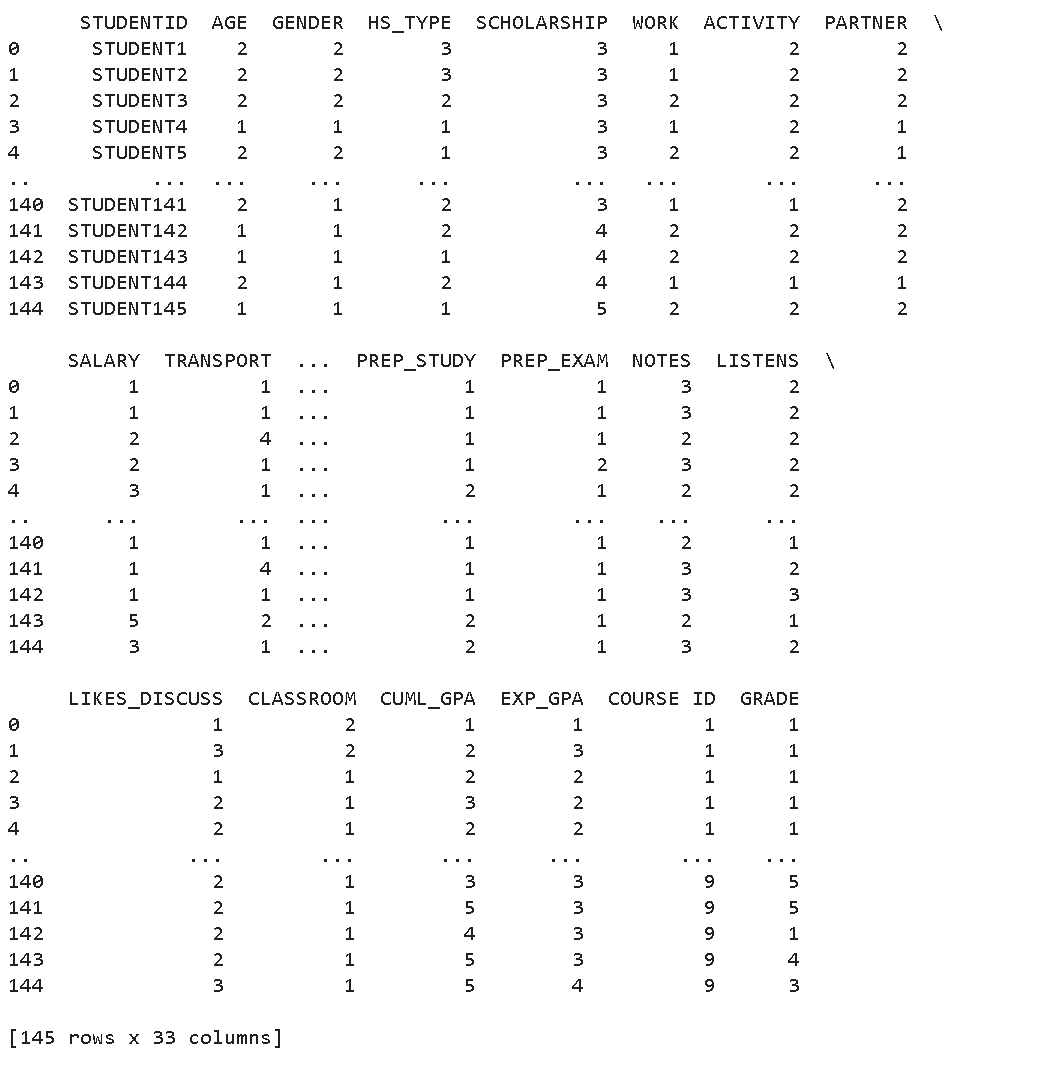 STUDENTID  AGE  GENDER  HS_TYPE  SCHOLARSHIP  WORK  ACTIVITY  PARTNER  \
0      STUDENT1    2       2        3            3     1         2        2
1      STUDENT2    2       2        3            3     1         2        2
2      STUDENT3    2       2        2            3     2         2        2
3      STUDENT4    1       1        1            3     1         2        1
4      STUDENT5    2       2        1            3     2         2        1
..          ...  ...     ...      ...          ...   ...       ...      ...
140  STUDENT141    2       1        2            3     1         1        2
141  STUDENT142    1       1        2            4     2         2        2
142  STUDENT143    1       1        1            4     2         2        2
143  STUDENT144    2       1        2            4     1         1        1
144  STUDENT145    1       1        1            5     2         2        2

     SALARY  TRANSPORT  ...  PREP_STUDY  PREP_EXAM  NOTES  LISTENS  \
0         1          1  ...           1          1      3        2
1         1          1  ...           1          1      3        2
2         2          4  ...           1          1      2        2
3         2          1  ...           1          2      3        2
4         3          1  ...           2          1      2        2
..      ...        ...  ...         ...        ...    ...      ...
140       1          1  ...           1          1      2        1
141       1          4  ...           1          1      3        2
142       1          1  ...           1          1      3        3
143       5          2  ...           2          1      2        1
144       3          1  ...           2          1      3        2

     LIKES_DISCUSS  CLASSROOM  CUML_GPA  EXP_GPA  COURSE ID  GRADE
0                1          2         1        1          1      1
1                3          2         2        3          1      1
2                1          1         2        2          1      1
3                2          1         3        2          1      1
4                2          1         2        2          1      1
..             ...        ...       ...      ...        ...    ...
140              2          1         3        3          9      5
141              2          1         5        3          9      5
142              2          1         4        3          9      1
143              2          1         5        3          9      4
144              3          1         5        4          9      3

[145 rows x 33 columns]